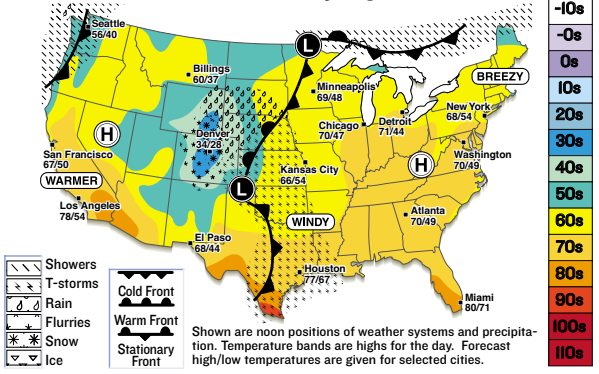 Seattle
56/40
Billings
60/37
Minneapolis
69/48
BREEZY
New York
68/54
Detroit
71/44
Chicago
70/47
Denver
34/28
H
San Francisco
67/50
WARMER
Kansas City
66/54
H
Washington
70/49
L
L
Los Angeles
78/54
WINDY
Atlanta
70/49
El Paso
68/44
Houston
77/67
Miami
80/71
Showers
T-storms
Rain
Flurries
Snow
Ice
Cold Front
Warm Front
Stationary
Front
Shown are noon positions of weather systems and precipita-
tion. Temperature bands are highs for the day. Forecast
high/low temperatures are given for selected cities.
-10s
-0s
0s
10s
20s
30s
40s
50s
60s
70s
80s
90s
100s
110s